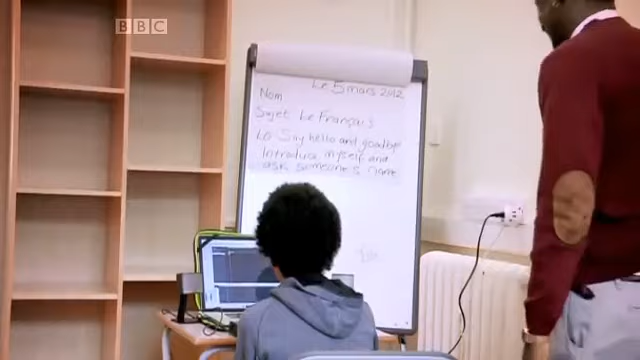 BBC
Le 5 mars 2012
Nom
Sujet Le Français
LO Say hello and goodbye
Introduce myself and
ask someone's name